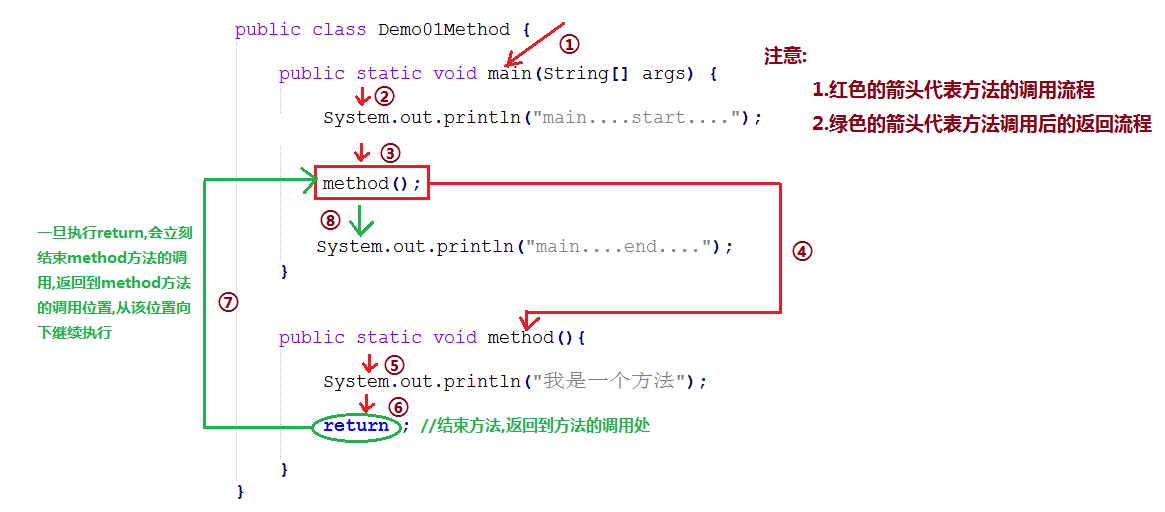 public class Demo01Method {
①
public static void main(String[] args) {
②
System.out.println("main....start....");
③
method();
⑧
System.out.println("main....end....");
}
④
public static void method(){
⑤
System.out.println("我是一个方法");
⑥
return ; //结束方法,返回到方法的调用处
}
}
注意:
1.红色的箭头代表方法的调用流程
2.绿色的箭头代表方法调用后的返回流程
一旦执行return,会立刻
结束method方法的调
用,返回到method方法
的调用位置,从该位置向
下继续执行
⑦